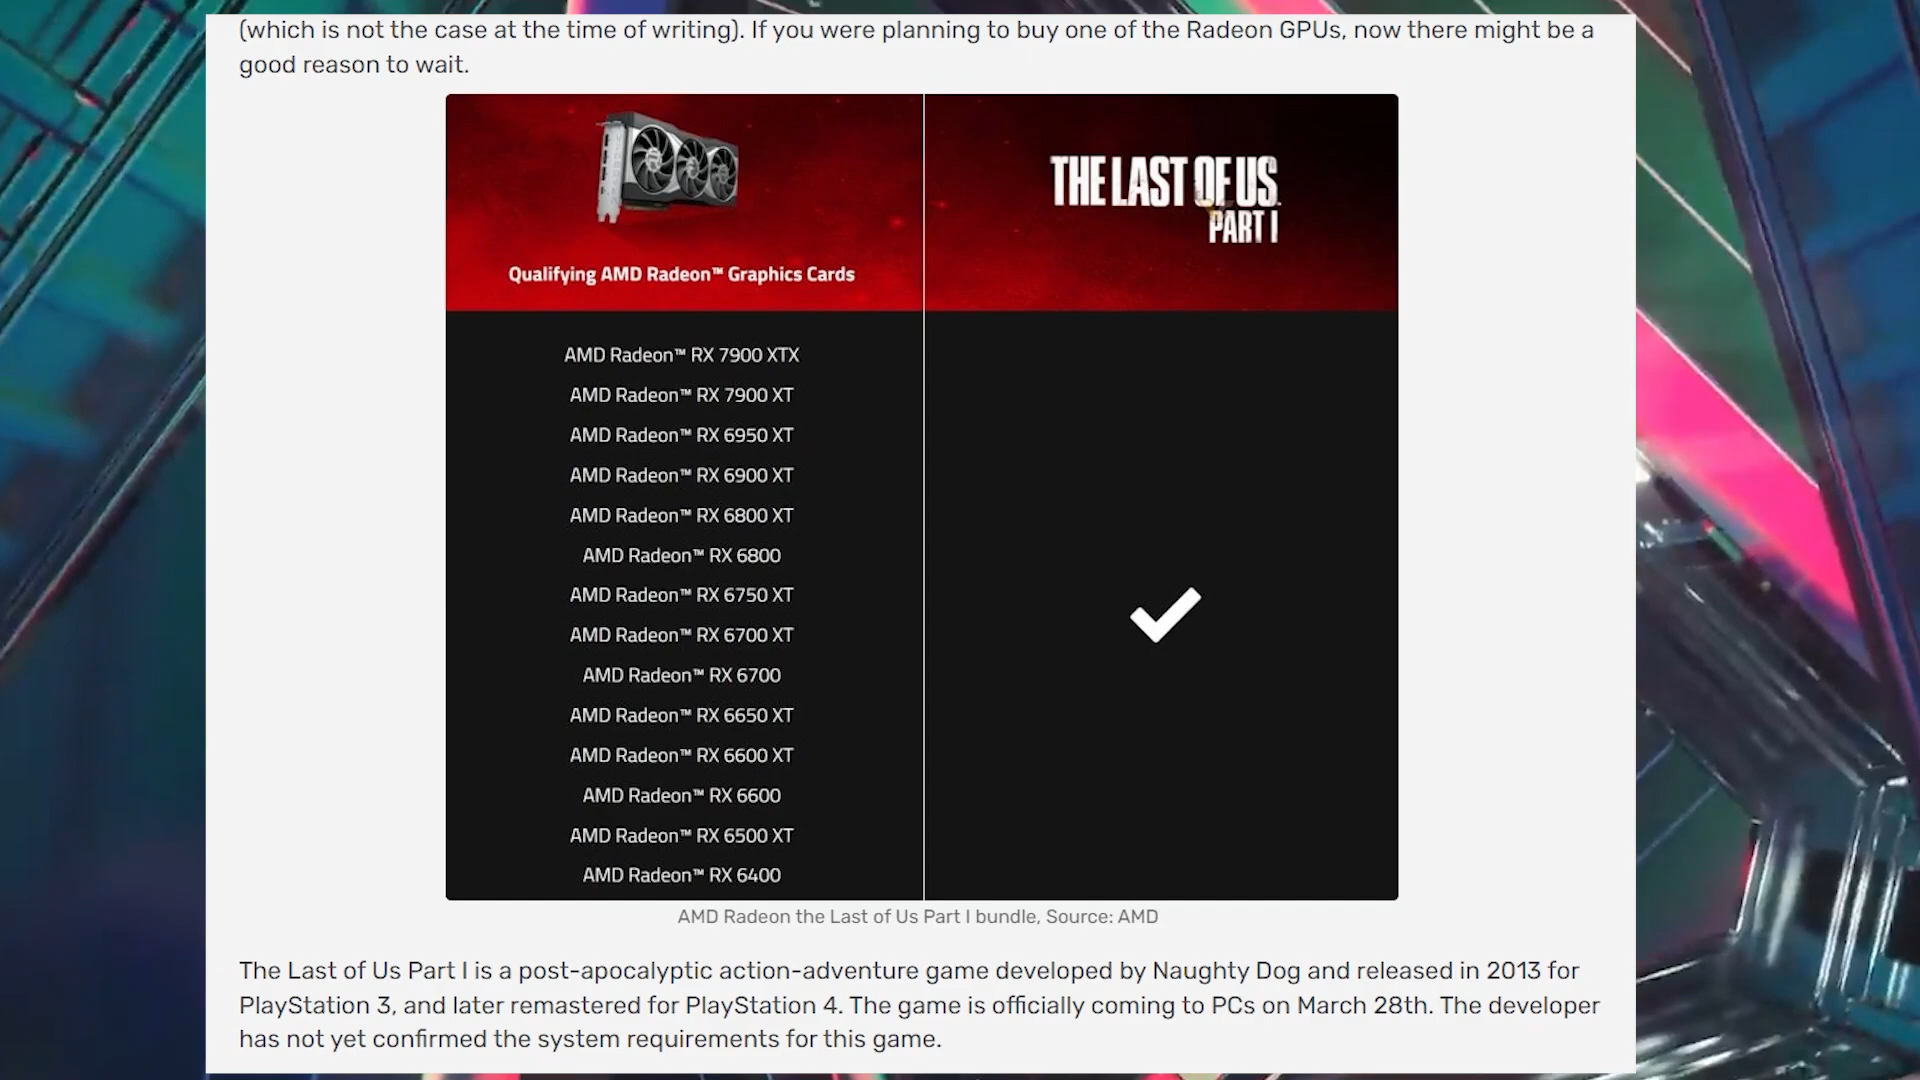 (which is not the case at the time of writing). If you were planning to buy one of the Radeon GPUs, now there might be a
good reason to wait.
THE LAST OF US
PART I
Qualifying AMD Radeon™ Graphics Cards
AMD Radeon™ RX 7900 XTX
AMD Radeon™ RX 7900 XT
AMD Radeon™ RX 6950 XT
AMD Radeon™ RX 6900 XT
AMD Radeon™ RX 6800 XT
AMD Radeon™ RX 6800
AMD Radeon™ RX 6750 XT
AMD Radeon™ RX 6700 XT
AMD Radeon™ RX 6700
AMD Radeon™ RX 6650 XT
AMD Radeon™ RX 6600 XT
AMD Radeon™ RX 6600
AMD Radeon™ RX 6500 XT
AMD Radeon™ RX 6400
AMD Radeon the Last of Us Part I bundle, Source: AMD
The Last of Us Part I is a post-apocalyptic action-adventure game developed by Naughty Dog and released in 2013 for
PlayStation 3, and later remastered for PlayStation 4. The game is officially coming to PCs on March 28th. The developer
has not yet confirmed the system requirements for this game.